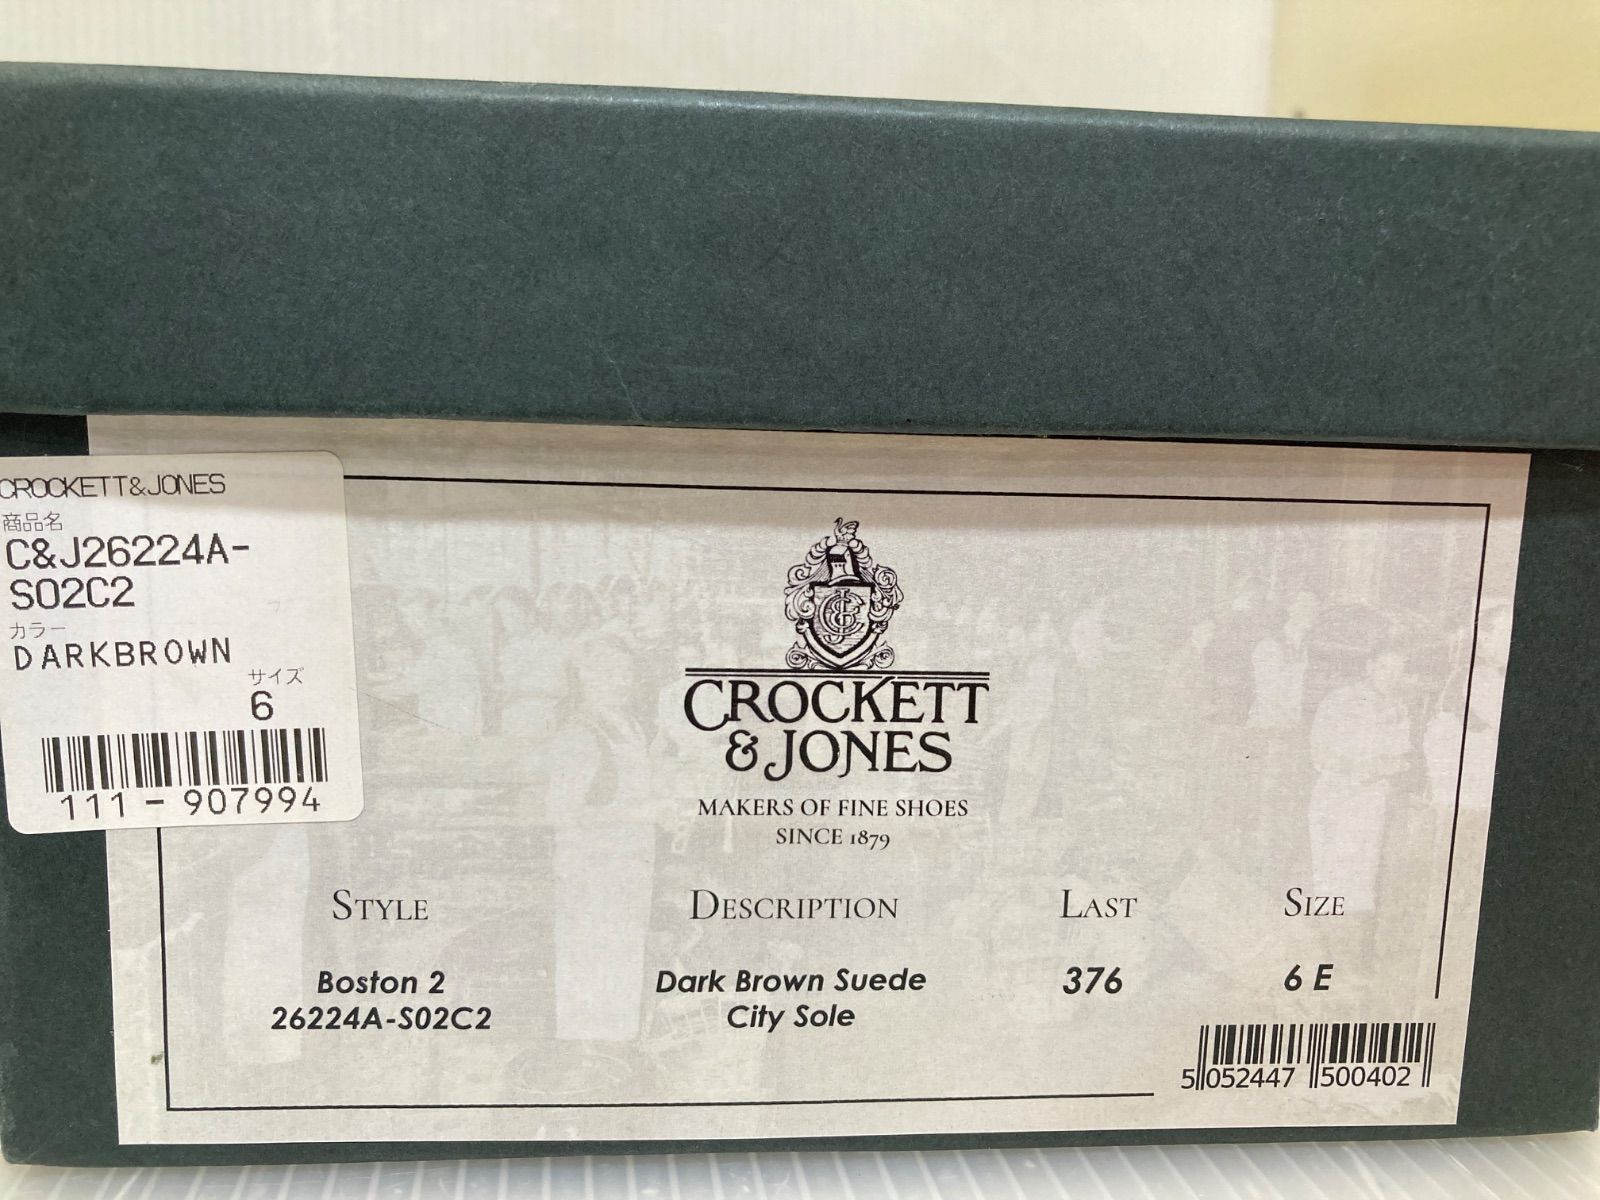 CROCKETT&JONES
商品名
C&J26224A-
S02C2
カラー
DARKBROWN
サイズ
6
111-907994
CROCKETT
& JONES
MAKERS OF FINE SHOES
SINCE 1879
STYLE DESCRIPTION LAST SIZE
Boston 2 Dark Brown Suede 376 6 E
26224A-S02C2 City Sole
5 052447 500402